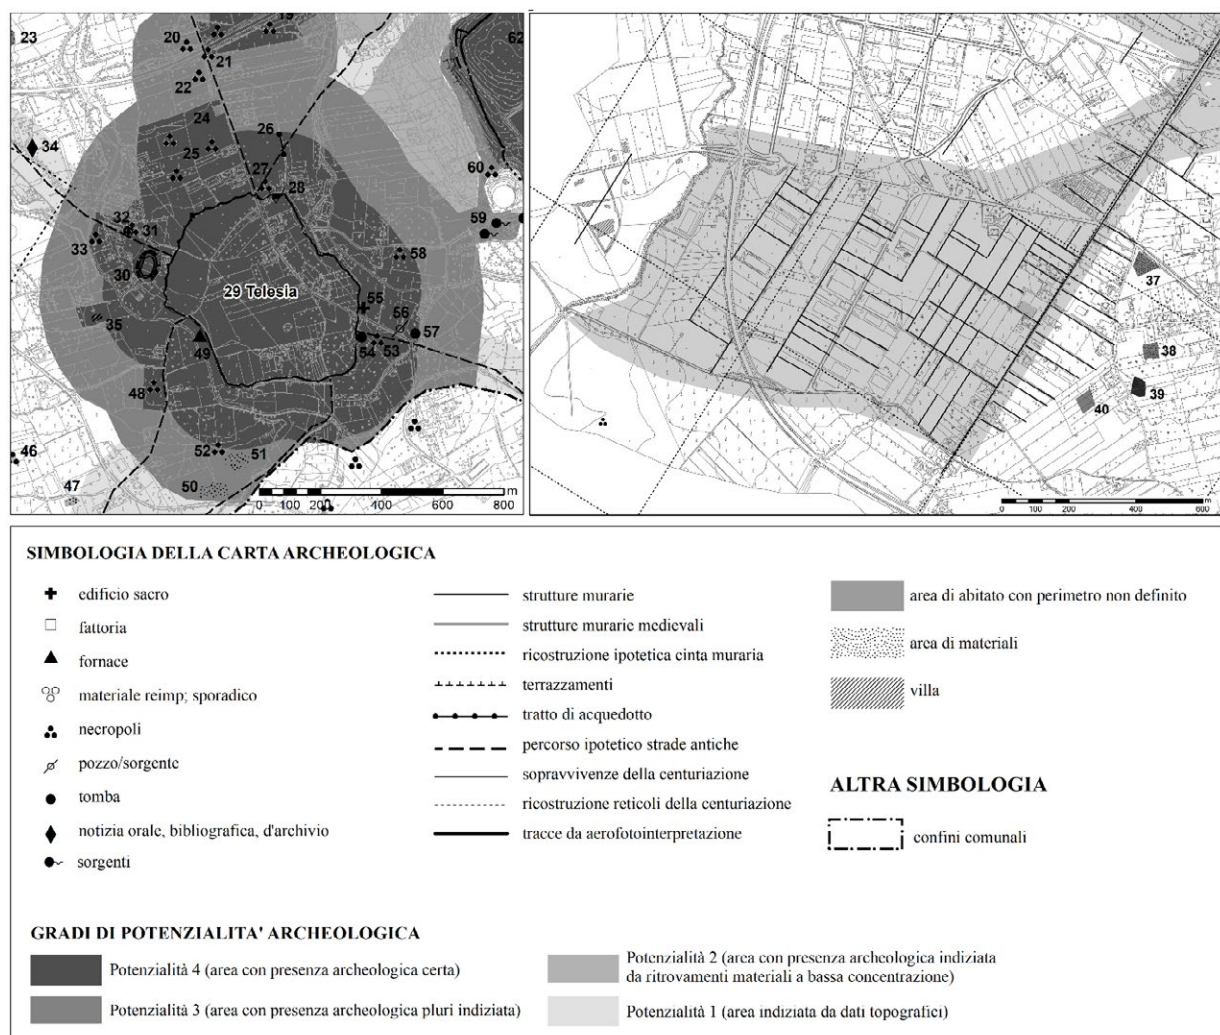 19
20
21
22
23
24
25
26
27
28
29 Telesia
30
31
32
33
34
35
46
47
48
49
50
51
52
53
54
55
56
57
58
59
60
62
0 100 200 400 600 800 m
37
38
39
40
0 100 200 400 600 m
SIMBOLOGIA DELLA CARTA ARCHEOLOGICA
edificio sacro
fattoria
fornace
materiale reimp; sporadico
necropoli
pozzo/sorgente
tomba
notizia orale, bibliografica, d'archivio
sorgenti
strutture murarie
strutture murarie medievali
ricostruzione ipotetica cinta muraria
terrazzamenti
tratto di acquedotto
percorso ipotetico strade antiche
sopravvivenze della centuriazione
ricostruzione reticoli della centuriazione
tracce da aerofotointerpretazione
area di abitato con perimetro non definito
area di materiali
villa
ALTRA SIMBOLOGIA
confini comunali
GRADI DI POTENZIALITA' ARCHEOLOGICA
Potenzialità 4 (area con presenza archeologica certa)
Potenzialità 3 (area con presenza archeologica pluri indiziata)
Potenzialità 2 (area con presenza archeologica indiziata
da ritrovamenti materiali a bassa concentrazione)
Potenzialità 1 (area indiziata da dati topografici)